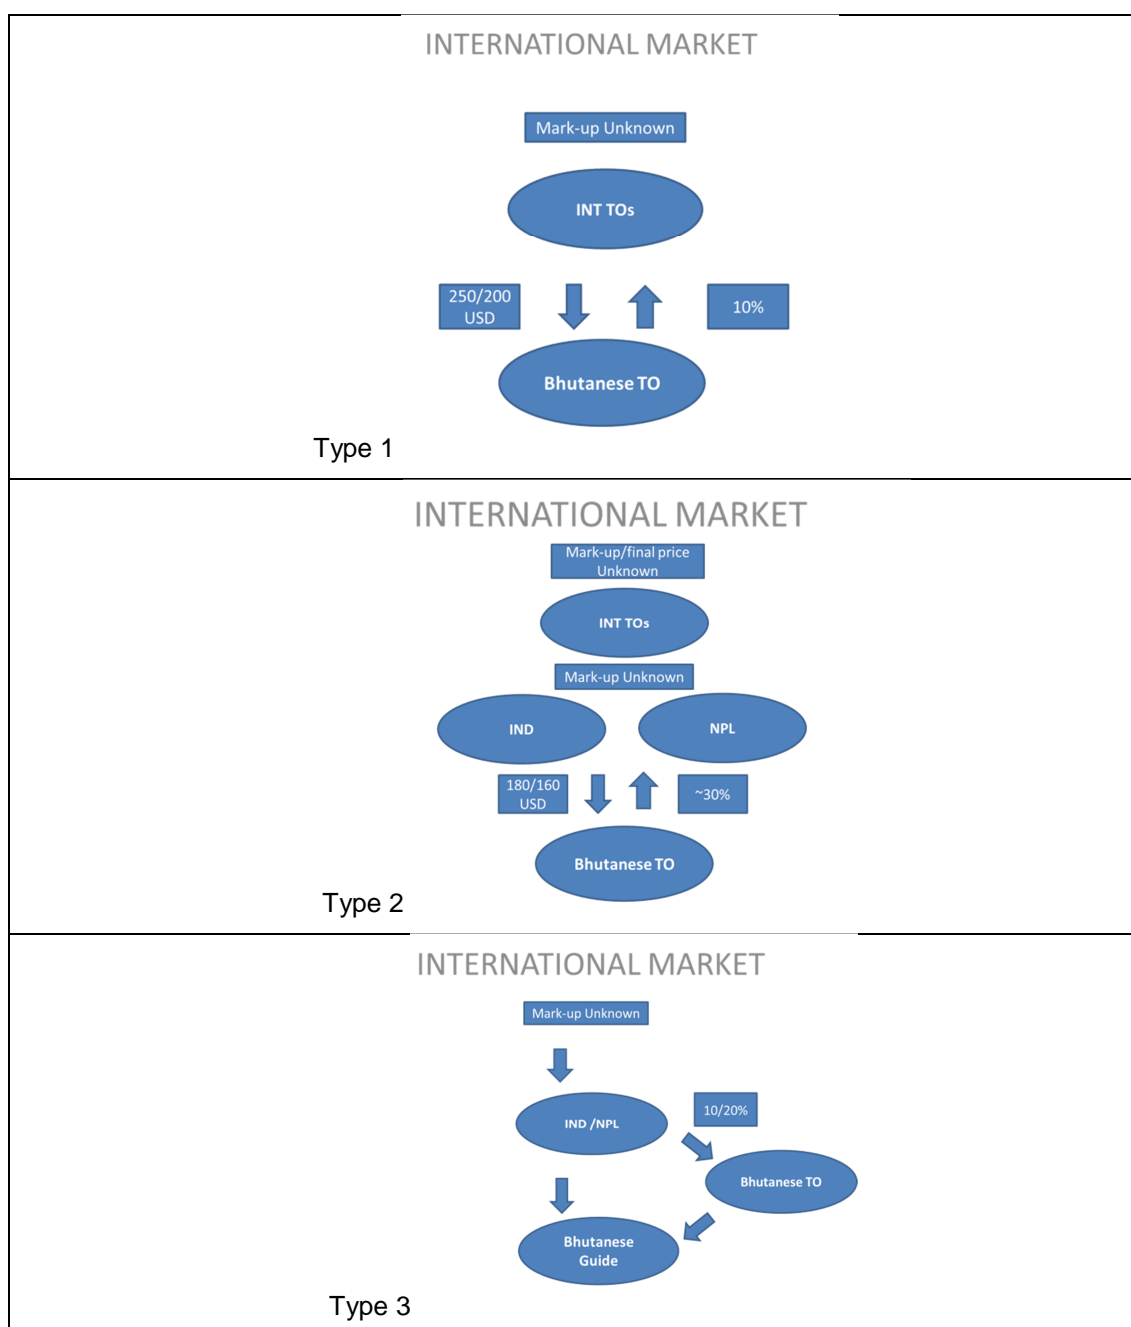 INTERNATIONAL MARKET
Mark-up Unknown
INT TOs
250/200
USD
10%
Bhutanese TO
Type 1
INTERNATIONAL MARKET
Mark-up/final price
Unknown
INT TOs
Mark-up Unknown
IND
NPL
180/160
USD
~30%
Bhutanese TO
Type 2
INTERNATIONAL MARKET
Mark-up Unknown
10/20%
IND /NPL
Bhutanese TO
Bhutanese
Guide
Type 3